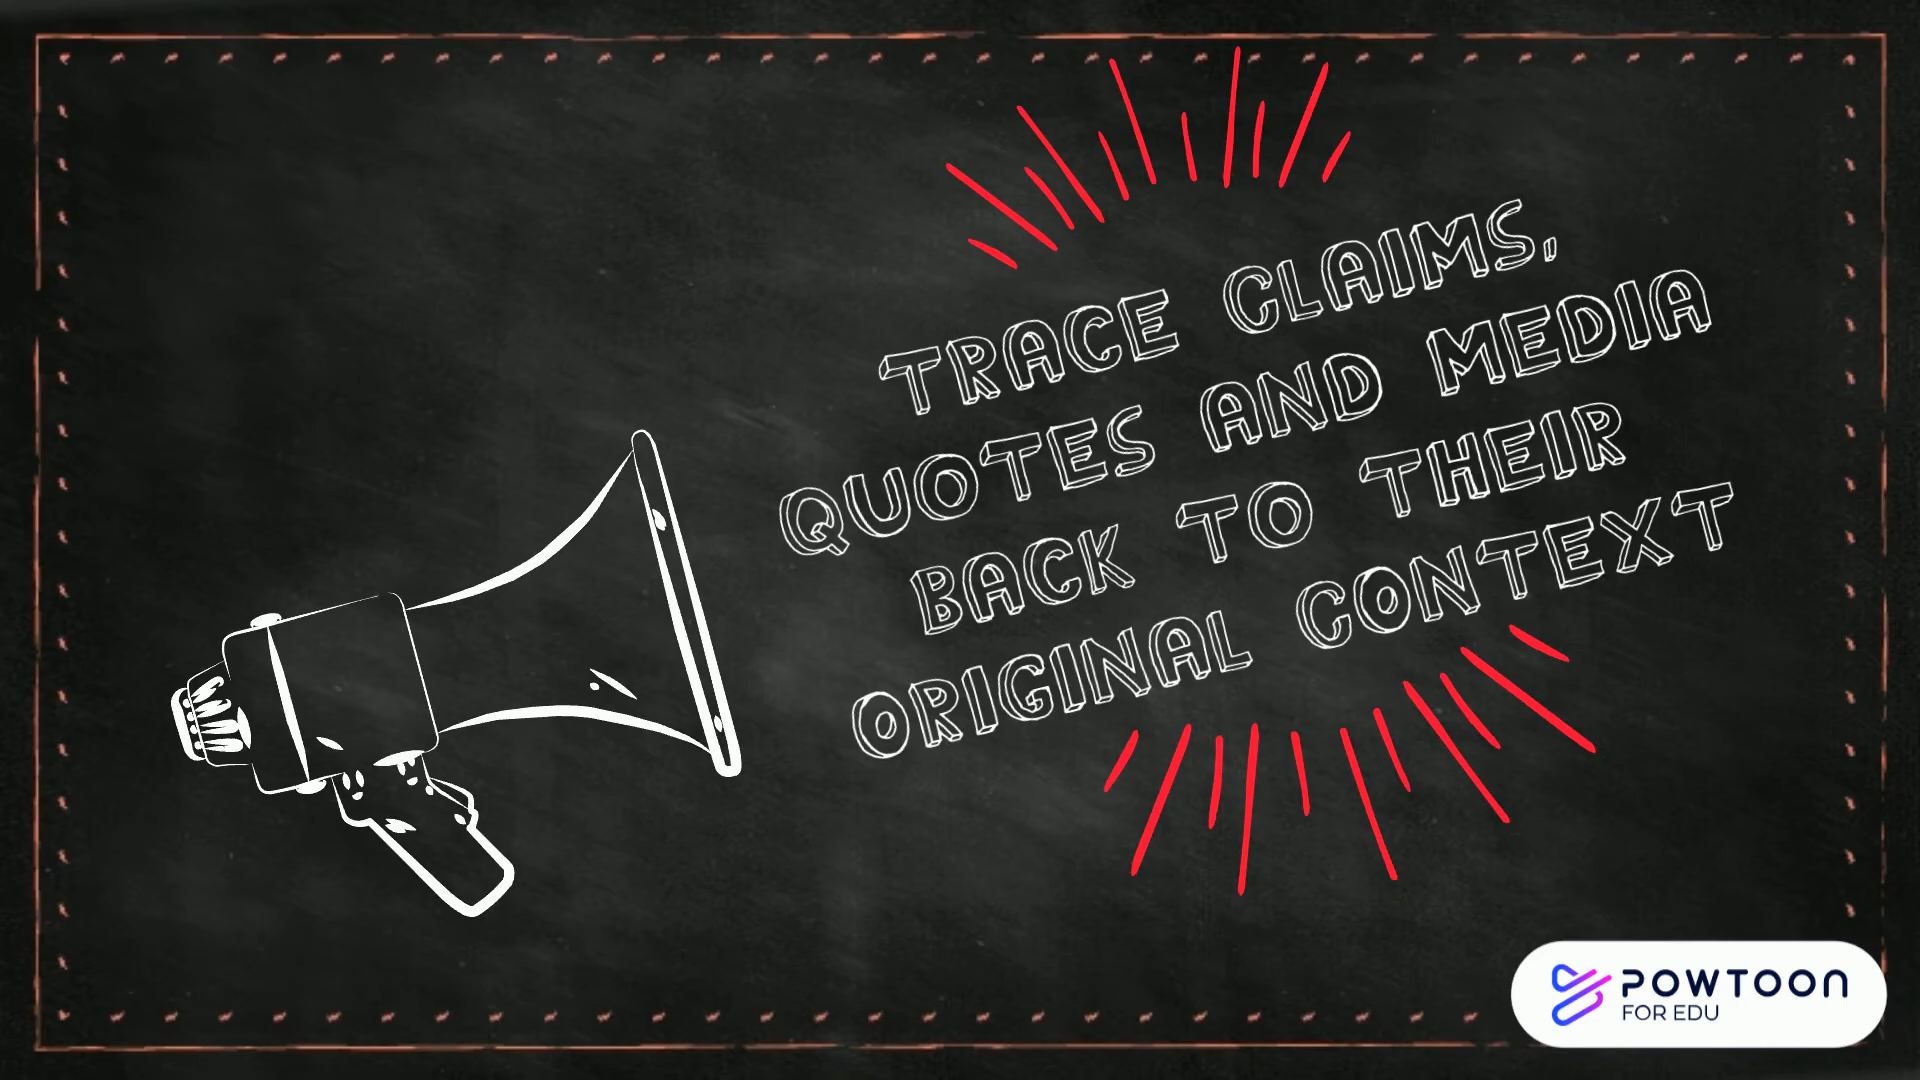 TRACE CLAIMS,
QUOTES AND MEDIA
BACK TO THEIR
ORIGINAL CONTEXT
POWTOON
FOR EDU